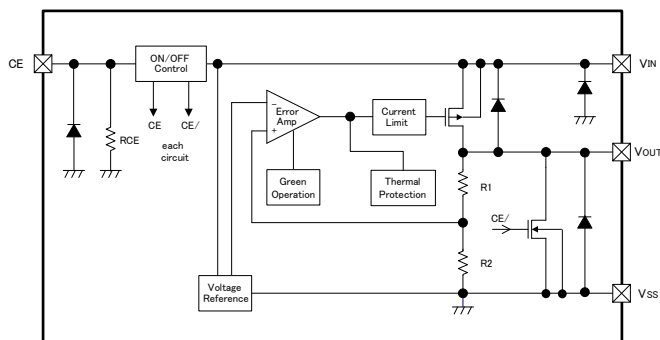 CE
ON/OFF
Control
VIN
CE
CE/
each
circuit
RCE
−
Error
Amp
+
Current
Limit
Green
Operation
Thermal
Protection
VOUT
R1
CE/
R2
Voltage
Reference
VSS